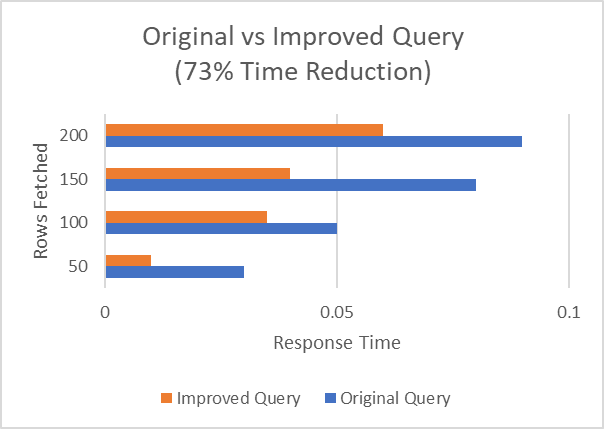 Original vs Improved Query
(73% Time Reduction)
Rows Fetched
200
150
100
50
0 0.05 0.1
Response Time
Improved Query Original Query